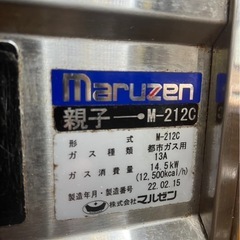 maruzen
親子 M-212C
形式 M-212C
ガス種類 都市ガス用 13A
ガス消費量 14.5kW
(12,500kcal/h)
製造年月・製造番号 22.02.15
株式会社 マルゼン